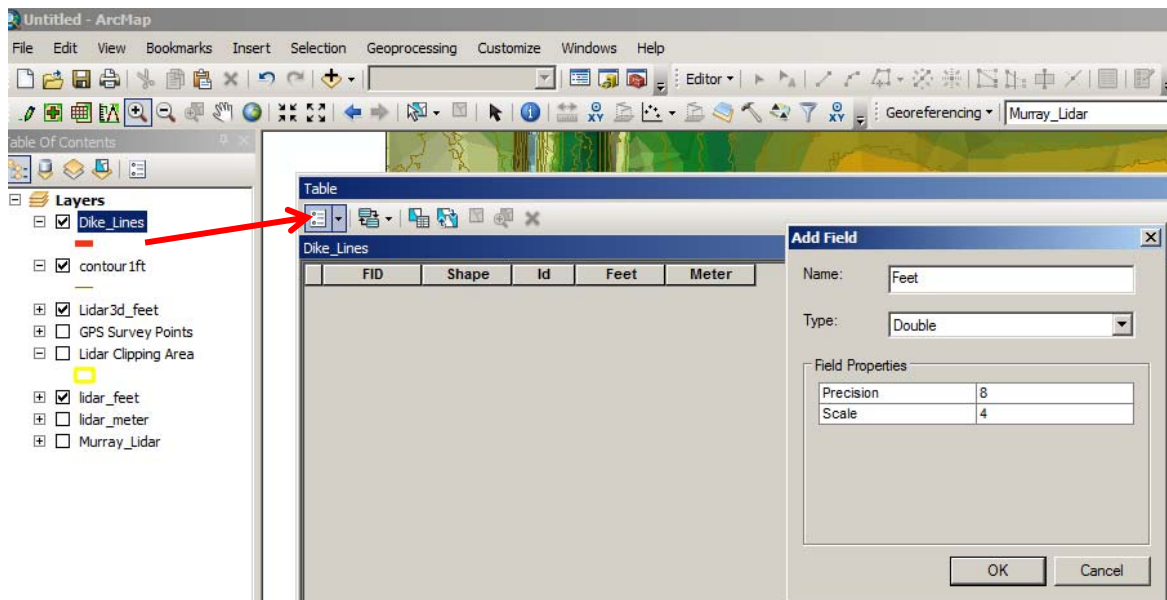 Untitled - ArcMap
File Edit View Bookmarks Insert Selection Geoprocessing Customize Windows Help
Editor
Georeferencing Murray_Lidar
able Of Contents
Layers
Dike_Lines
contour1ft
Lidar3d_feet
GPS Survey Points
Lidar Clipping Area
lidar_feet
lidar_meter
Murray_Lidar
Table
Dike_Lines
FID Shape Id Feet Meter
Add Field
Name: Feet
Type: Double
Field Properties
Precision 8
Scale 4
OK Cancel